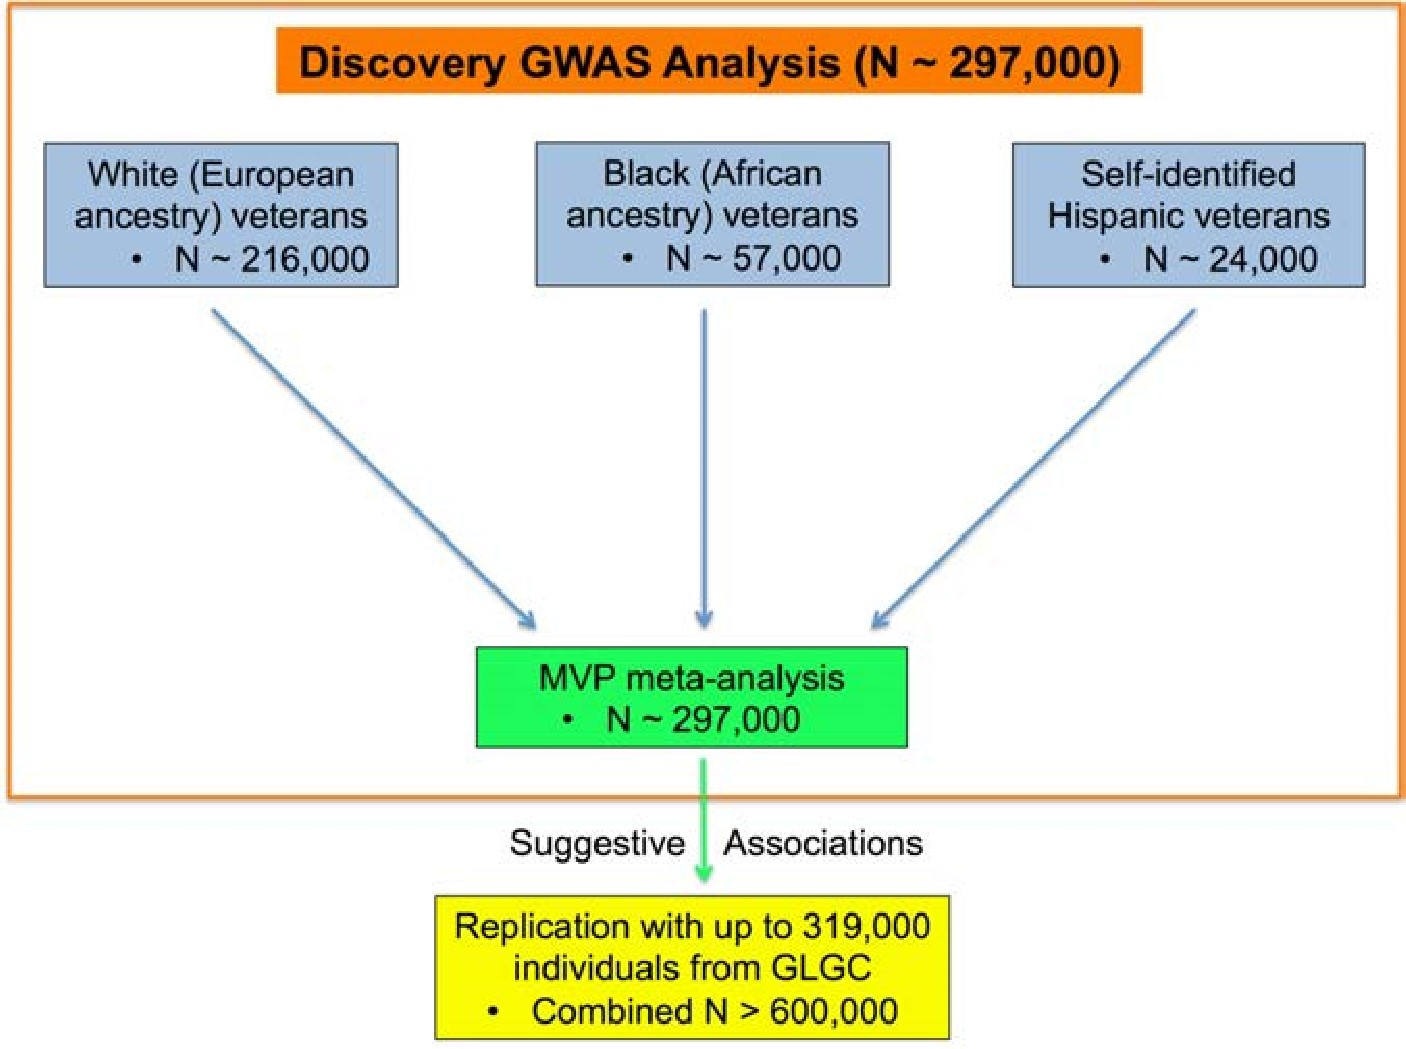 Discovery GWAS Analysis (N ~ 297,000)
White (European
ancestry) veterans
• N ~ 216,000
Black (African
ancestry) veterans
• N ~ 57,000
Self-identified
Hispanic veterans
• N ~ 24,000
MVP meta-analysis
• N ~ 297,000
Suggestive Associations
Replication with up to 319,000
individuals from GLGC
• Combined N > 600,000